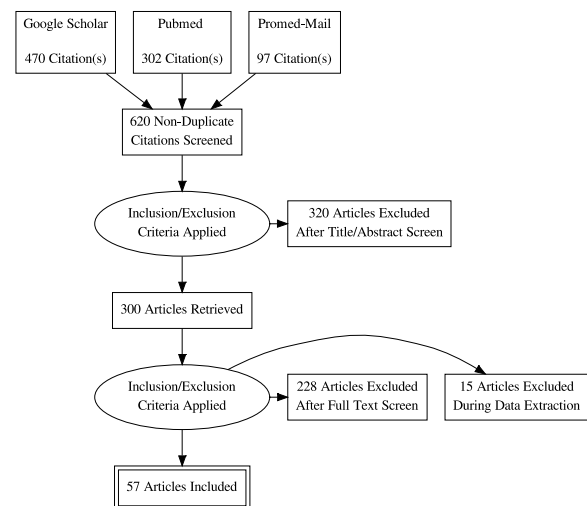 Google Scholar
470 Citation(s)
Pubmed
302 Citation(s)
Promed-Mail
97 Citation(s)
620 Non-Duplicate
Citations Screened
Inclusion/Exclusion
Criteria Applied
320 Articles Excluded
After Title/Abstract Screen
300 Articles Retrieved
Inclusion/Exclusion
Criteria Applied
228 Articles Excluded
After Full Text Screen
15 Articles Excluded
During Data Extraction
57 Articles Included